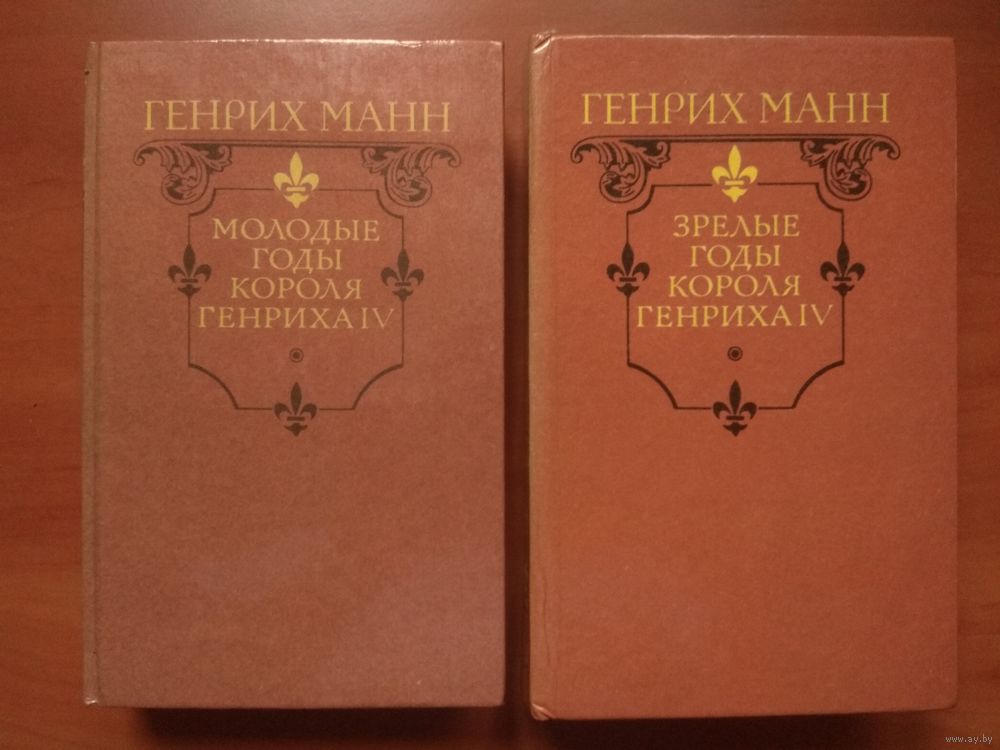 ГЕНРИХ МАНН
МОЛОДЫЕ
ГОДЫ
КОРОЛЯ
ГЕНРИХА IV
ГЕНРИХ МАНН
ЗРЕЛЫЕ
ГОДЫ
КОРОЛЯ
ГЕНРИХА IV
www.ay.by